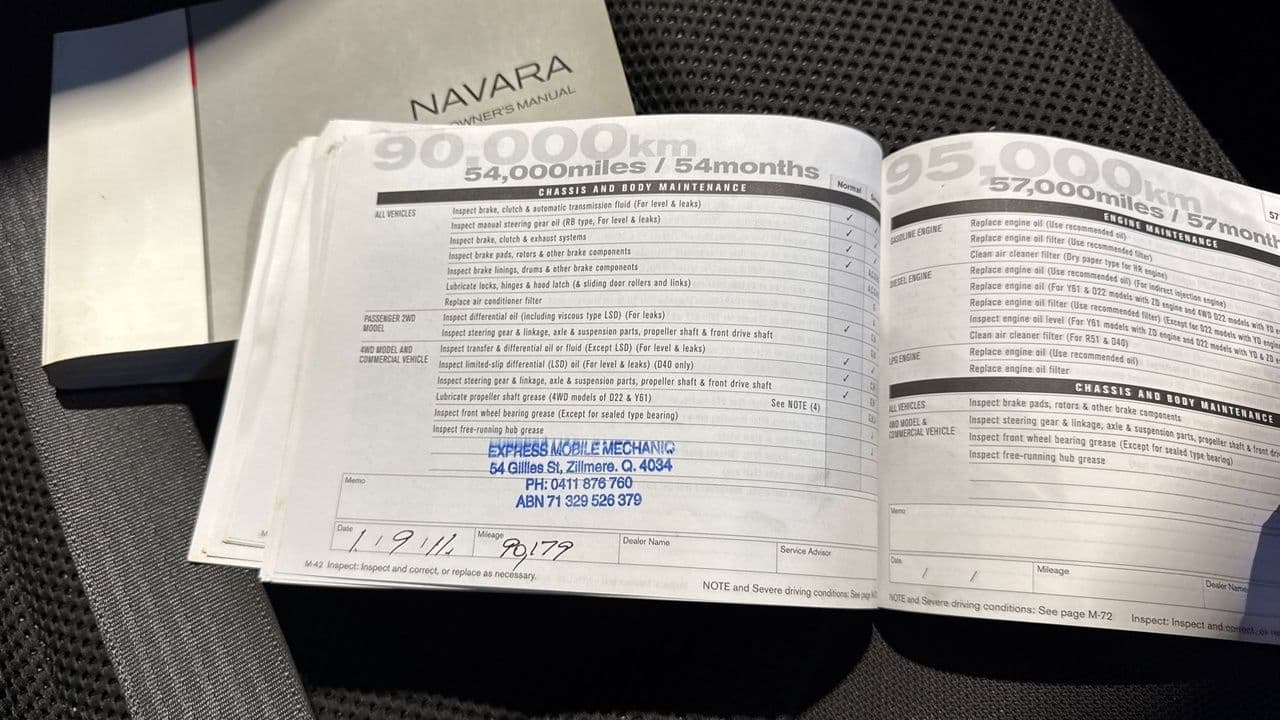 NAVARA
OWNER'S MANUAL
90,000km
54,000miles / 54months
CHASSIS AND BODY MAINTENANCE
Normal
ALL VEHICLES
Inspect brake, clutch & automatic transmission fluid (For level & leaks)
Inspect manual steering gear oil (RB type, For level & leaks)
Inspect brake, clutch & exhaust systems
Inspect brake pads, rotors & other brake components
Inspect brake linings, drums & other brake components
Lubricate locks, hinges & hood latch (& sliding door rollers and links)
Replace air conditioner filter
PASSENGER 2WD MODEL
Inspect differential oil (including viscous type LSD) (For leaks)
Inspect steering gear & linkage, axle & suspension parts, propeller shaft & front drive shaft
4WD MODEL AND COMMERCIAL VEHICLE
Inspect transfer & differential oil or fluid (Except LSD) (For level & leaks)
Inspect limited-slip differential (LSD) oil (For level & leaks) (D40 only)
Inspect steering gear & linkage, axle & suspension parts, propeller shaft & front drive shaft
Lubricate propeller shaft grease (4WD models of D22 & Y61) See NOTE (4)
Inspect front wheel bearing grease (Except for sealed type bearing)
Inspect free-running hub grease
EXPRESS MOBILE MECHANIC
54 Gillies St, Zillmere. Q. 4034
PH: 0411 876 760
ABN 71 329 526 379
Memo
Date
Mileage 90,179
Dealer Name
Service Advisor
M-42 Inspect: Inspect and correct, or replace as necessary.
NOTE and Severe driving conditions: See page
95,000km
57,000miles / 57month
57
ENGINE MAINTENANCE
GASOLINE ENGINE
Replace engine oil (Use recommended oil)
Replace engine oil filter (Use recommended filter)
Clean air cleaner filter (Dry paper type for HR engine)
DIESEL ENGINE
Replace engine oil (Use recommended oil) (For indirect injection engine)
Replace engine oil (For Y61 & D22 models with ZD engine and 4WD D22 models with YD
Replace engine oil filter (Use recommended filter) (Except for D22 models with YD engine
Inspect engine oil level (For Y61 models with ZD engine and D22 models with YD & ZD
Clean air cleaner filter (For R51 & D40)
LPG ENGINE
Replace engine oil (Use recommended oil)
Replace engine oil filter
CHASSIS AND BODY MAINTENANCE
ALL VEHICLES
Inspect brake pads, rotors & other brake components
4WD MODEL & COMMERCIAL VEHICLE
Inspect steering gear & linkage, axle & suspension parts, propeller shaft & front
Inspect front wheel bearing grease (Except for sealed type bearing)
Inspect free-running hub grease
Memo
Date / /
Mileage
Dealer Name
NOTE and Severe driving conditions: See page M-72 Inspect: Inspect and correct, or